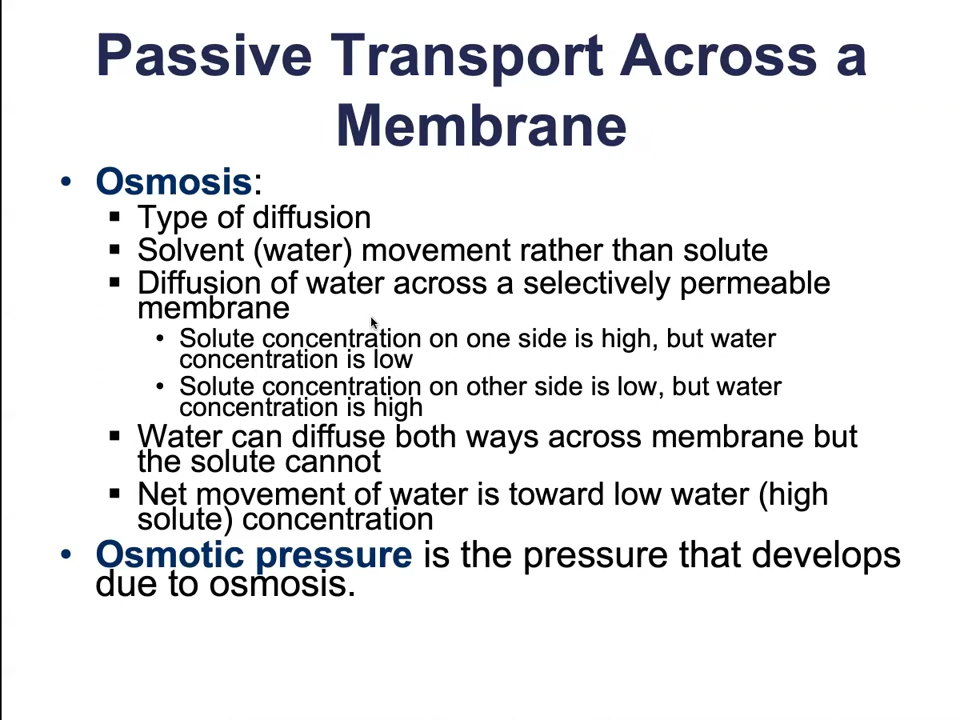 Passive Transport Across a
Membrane
• Osmosis:
▪ Type of diffusion
▪ Solvent (water) movement rather than solute
▪ Diffusion of water across a selectively permeable
membrane
• Solute concentration on one side is high, but water
concentration is low
• Solute concentration on other side is low, but water
concentration is high
▪ Water can diffuse both ways across membrane but
the solute cannot
▪ Net movement of water is toward low water (high
solute) concentration
• Osmotic pressure is the pressure that develops
due to osmosis.